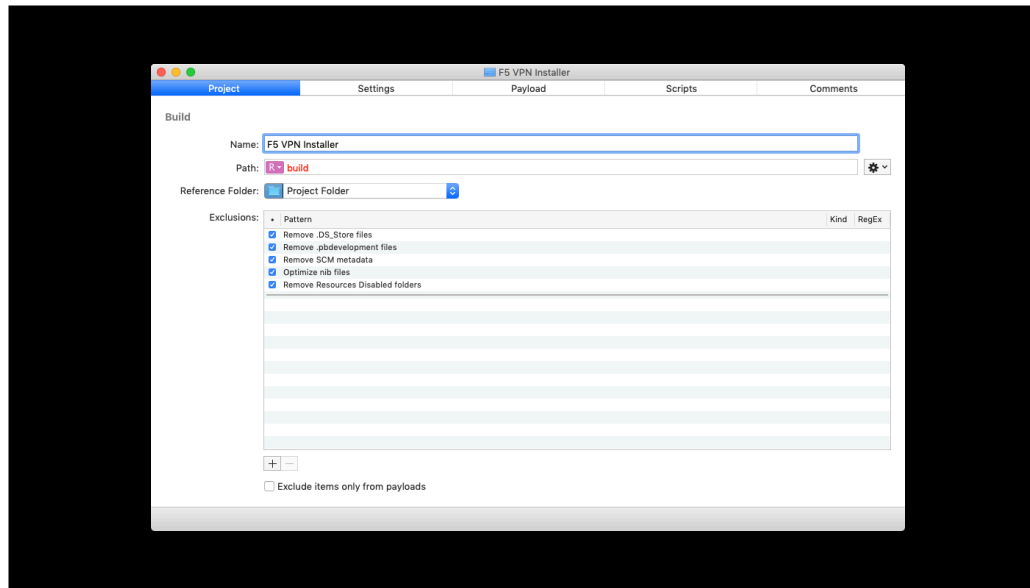 F5 VPN Installer
Project Settings Payload Scripts Comments
Build
Name: F5 VPN Installer
Path: R build
Reference Folder: Project Folder
Exclusions: • Pattern Kind RegEx
Remove .DS_Store files
Remove .pbdevelopment files
Remove SCM metadata
Optimize nib files
Remove Resources Disabled folders
Exclude items only from payloads